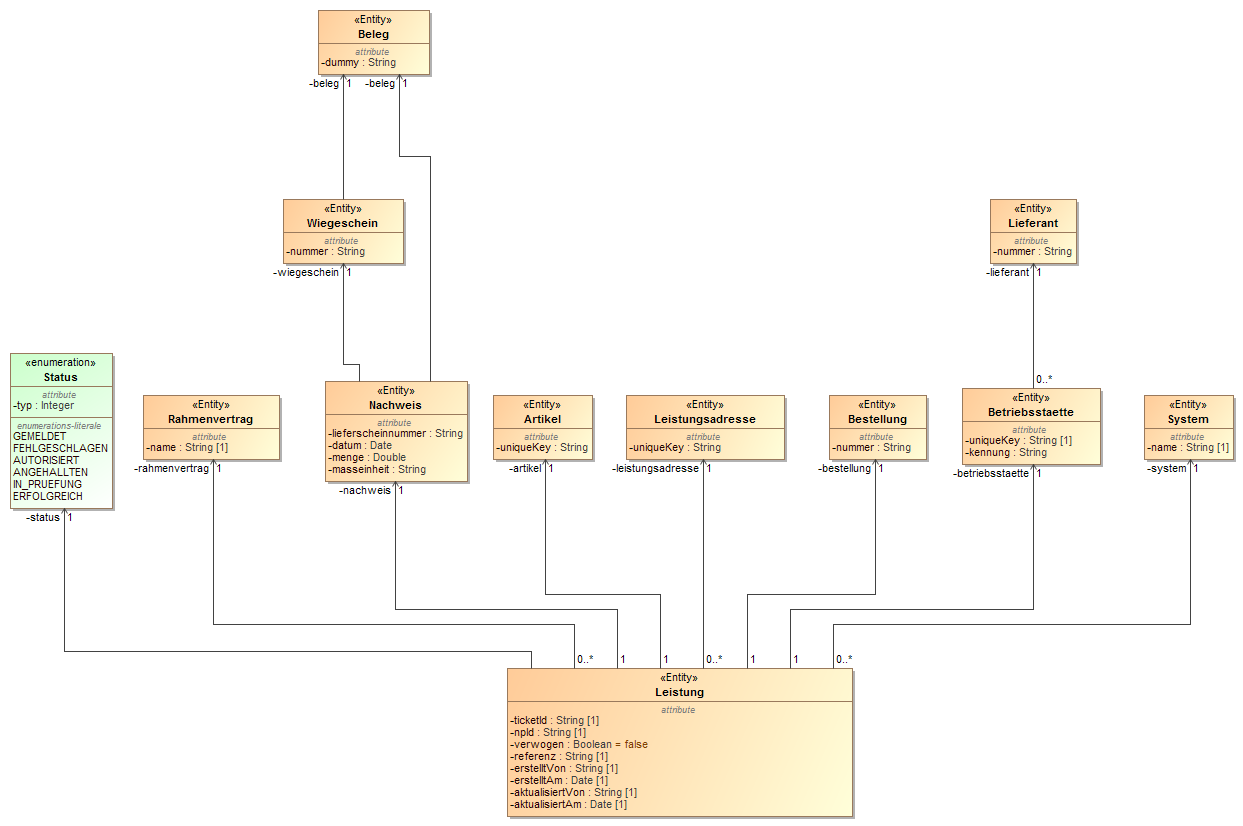 «Entity»
Beleg
attribute
-dummy : String
-beleg 1
-beleg 1
«Entity»
Wiegeschein
attribute
-nummer : String
-wiegeschein 1
«Entity»
Lieferant
attribute
-nummer : String
-lieferant 1
0..*
«enumeration»
Status
attribute
-typ : Integer
enumerations-literale
GEMELDET
FEHLGESCHLAGEN
AUTORISIERT
ANGEHALLTEN
IN_PRUEFUNG
ERFOLGREICH
-status 1
«Entity»
Rahmenvertrag
attribute
-name : String [1]
-rahmenvertrag 1
«Entity»
Nachweis
attribute
-lieferscheinnummer : String
-datum : Date
-menge : Double
-masseinheit : String
-nachweis 1
«Entity»
Artikel
attribute
-uniqueKey : String
-artikel 1
«Entity»
Leistungsadresse
attribute
-uniqueKey : String
-leistungsadresse 1
«Entity»
Bestellung
attribute
-nummer : String
-bestellung 1
«Entity»
Betriebsstaette
attribute
-uniqueKey : String [1]
-kennung : String
-betriebsstaette 1
«Entity»
System
attribute
-name : String [1]
-system 1
0..* 1 1 0..* 1 1 0..*
«Entity»
Leistung
attribute
-ticketId : String [1]
-npId : String [1]
-verwogen : Boolean = false
-referenz : String [1]
-erstelltVon : String [1]
-erstelltAm : Date [1]
-aktualisiertVon : String [1]
-aktualisiertAm : Date [1]